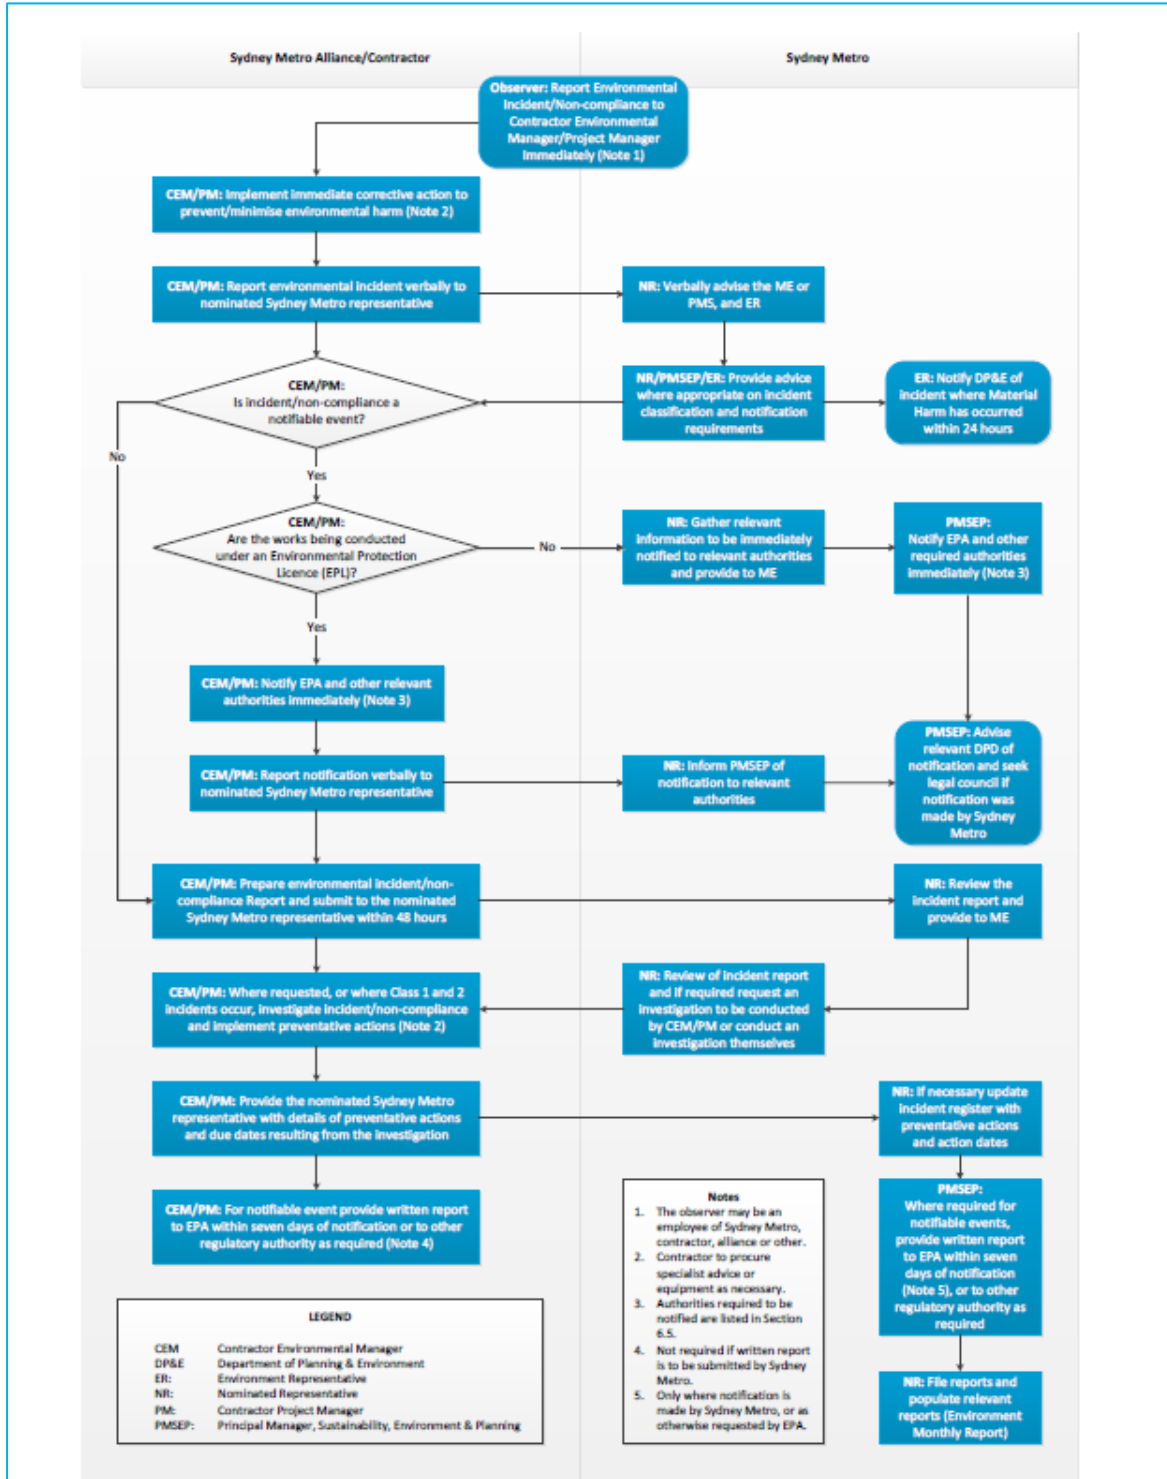 Sydney Metro Alliance/Contractor
Sydney Metro
Observer: Report Environmental
Incident/Non-compliance to
Contractor Environmental
Manager/Project Manager
Immediately (Note 1)
CEM/PM: Implement immediate corrective action to
prevent/minimise environmental harm (Note 2)
CEM/PM: Report environmental incident verbally to
nominated Sydney Metro representative
NR: Verbally advise the ME or
PMS, and ER
CEM/PM:
Is incident/non-compliance a
notifiable event?
NR/PMSEP/ER: Provide advice
where appropriate on incident
classification and notification
requirements
ER: Notify DP&E of
incident where Material
Harm has occurred
within 24 hours
No
Yes
CEM/PM:
Are the works being conducted
under an Environmental Protection
Licence (EPL)?
No
NR: Gather relevant
information to be immediately
notified to relevant authorities
and provide to ME
PMSEP:
Notify EPA and other
required authorities
immediately (Note 3)
Yes
CEM/PM: Notify EPA and other relevant
authorities immediately (Note 3)
CEM/PM: Report notification verbally to
nominated Sydney Metro representative
NR: Inform PMSEP of
notification to relevant
authorities
PMSEP: Advise
relevant DPD of
notification and seek
legal council if
notification was
made by Sydney
Metro
CEM/PM: Prepare environmental incident/non-
compliance Report and submit to the nominated
Sydney Metro representative within 48 hours
NR: Review the
incident report and
provide to ME
CEM/PM: Where requested, or where Class 1 and 2
incidents occur, investigate incident/non-compliance
and implement preventative actions (Note 2)
NR: Review of incident report
and if required request an
investigation to be conducted
by CEM/PM or conduct an
investigation themselves
CEM/PM: Provide the nominated Sydney Metro
representative with details of preventative actions
and due dates resulting from the investigation
NR: If necessary update
incident register with
preventative actions
and action dates
CEM/PM: For notifiable event provide written report
to EPA within seven days of notification or to other
regulatory authority as required (Note 4)
PMSEP:
Where required for
notifiable events,
provide written report
to EPA within seven
days of notification
(Note 5), or to other
regulatory authority as
required
NR: File reports and
populate relevant
reports (Environment
Monthly Report)
Notes
1. The observer may be an
employee of Sydney Metro,
contractor, alliance or other.
2. Contractor to procure
specialist advice or
equipment as necessary.
3. Authorities required to be
notified are listed in Section
6.5.
4. Not required if written report
is to be submitted by Sydney
Metro.
5. Only where notification is
made by Sydney Metro, or as
otherwise requested by EPA.
LEGEND
CEM Contractor Environmental Manager
DP&E Department of Planning & Environment
ER: Environment Representative
NR: Nominated Representative
PM: Contractor Project Manager
PMSEP: Principal Manager, Sustainability, Environment & Planning